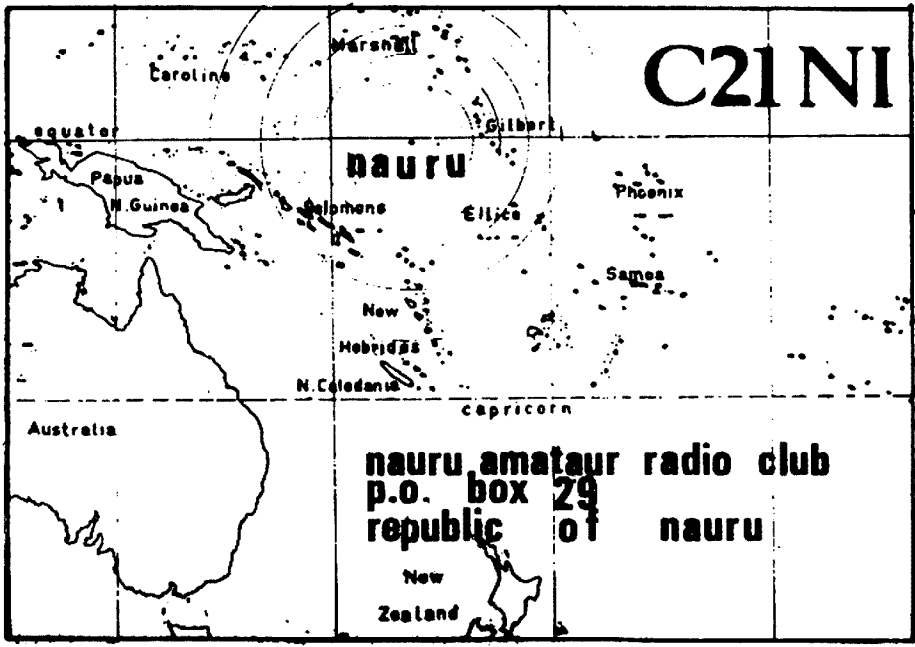 C21NI
Marshall
Caroline
Gilbert
equator
nauru
Papua
N.Guinea
Solomons
Ellice
Phoenix
Samoa
New
Hebrides
N.Caledonia
capricorn
Australia
nauru amataur radio club
p.o. box 29
republic of nauru
New
Zealand